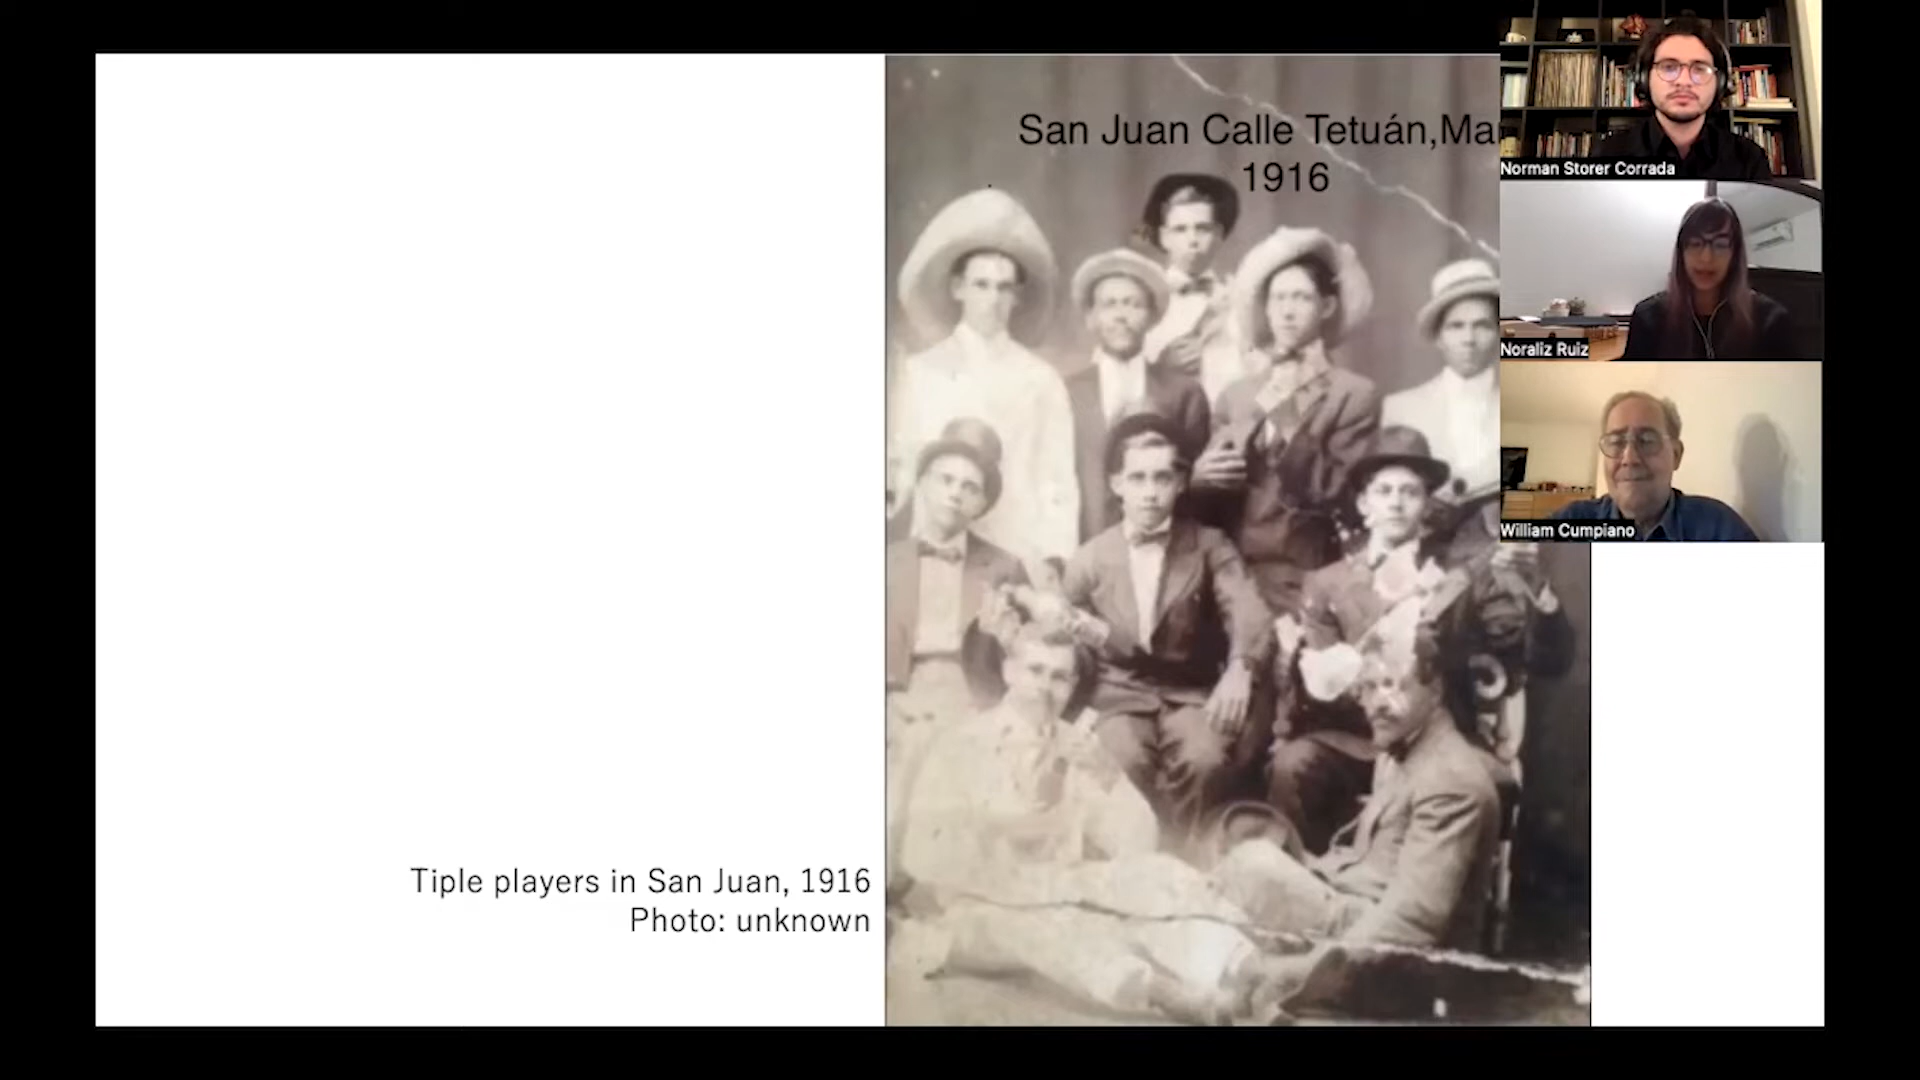 San Juan Calle Tetuán,Ma
1916
Tiple players in San Juan, 1916
Photo: unknown
Norman Storer Corrada
Noraliz Ruiz
William Cumpiano